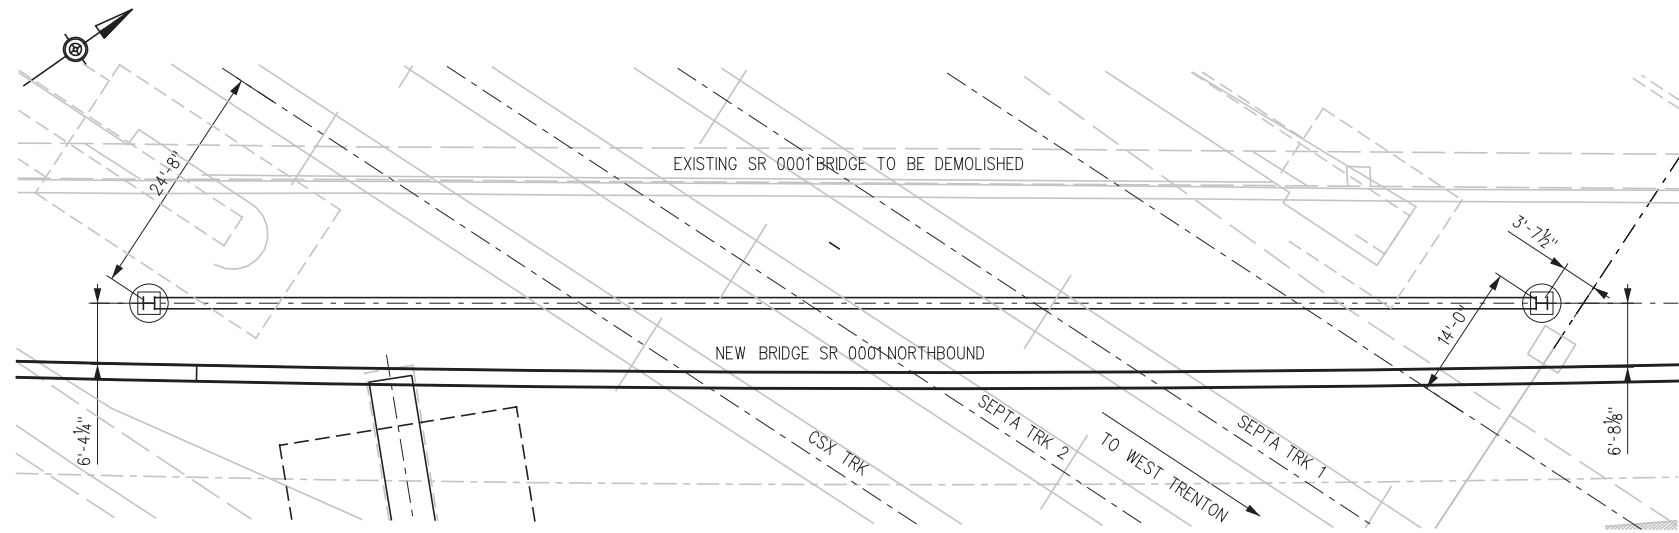 24'-8"
EXISTING SR 0001 BRIDGE TO BE DEMOLISHED
3'-7½"
14'-0"
NEW BRIDGE SR 0001 NORTHBOUND
6'-4¼"
6'-8⅛"
CSX TRK
SEPTA TRK 2
TO WEST TRENTON
SEPTA TRK 1